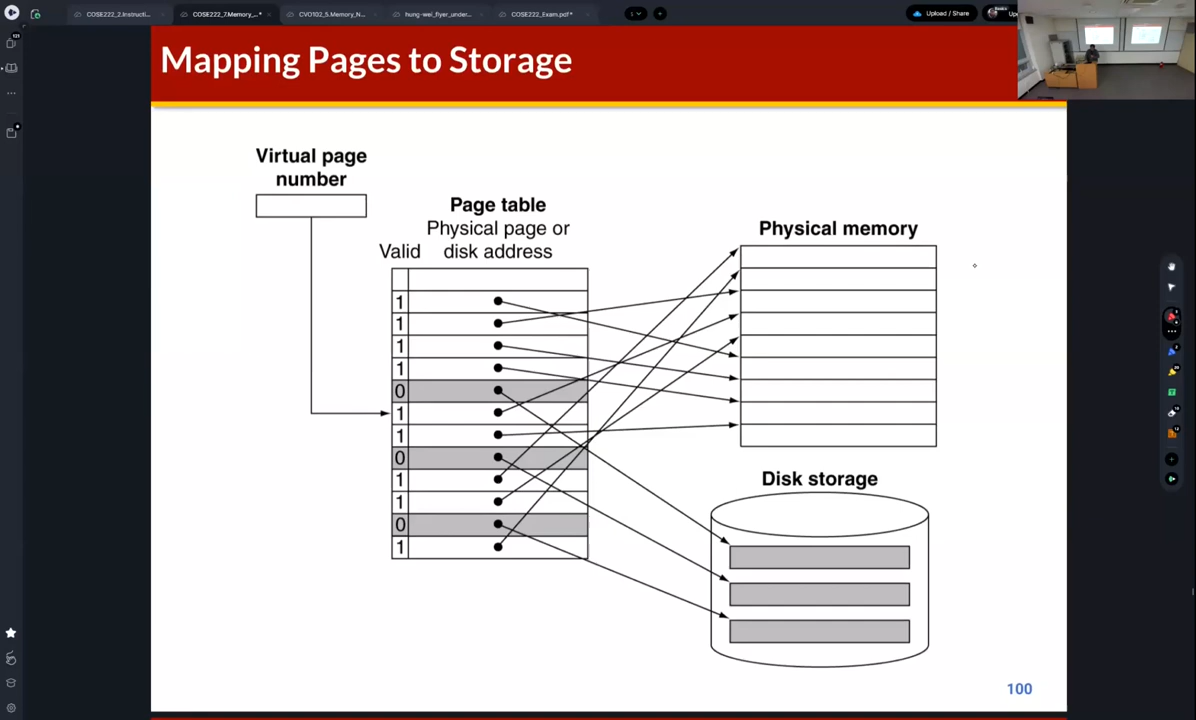 COSE222_2.Instructi...
COSE222_7.Memory_...*
CVO102_5.Memory_N...
hung-wei_flyer_under...
COSE222_Exam.pdf*
1
Upload / Share
Mapping Pages to Storage
Virtual page
number
Page table
Physical page or
disk address
Valid
1
1
1
1
0
1
1
0
1
1
0
1
Physical memory
Disk storage
100